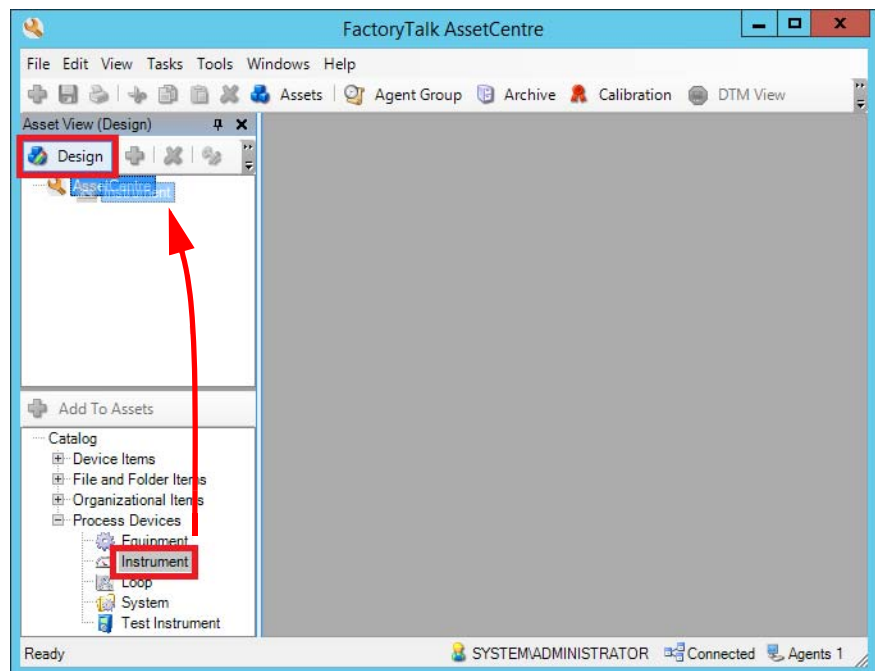 FactoryTalk AssetCentre
File Edit View Tasks Tools Windows Help
Assets Agent Group Archive Calibration DTM View
Asset View (Design)
Design
AssetCentre
Instrument
Add To Assets
Catalog
Device Items
File and Folder Items
Organizational Items
Process Devices
Equipment
Instrument
Loop
System
Test Instrument
Ready SYSTEM\ADMINISTRATOR Connected Agents 1